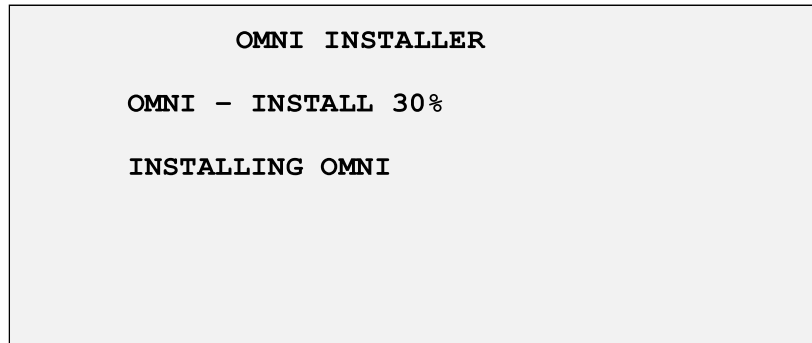 OMNI INSTALLER
OMNI - INSTALL 30%
INSTALLING OMNI